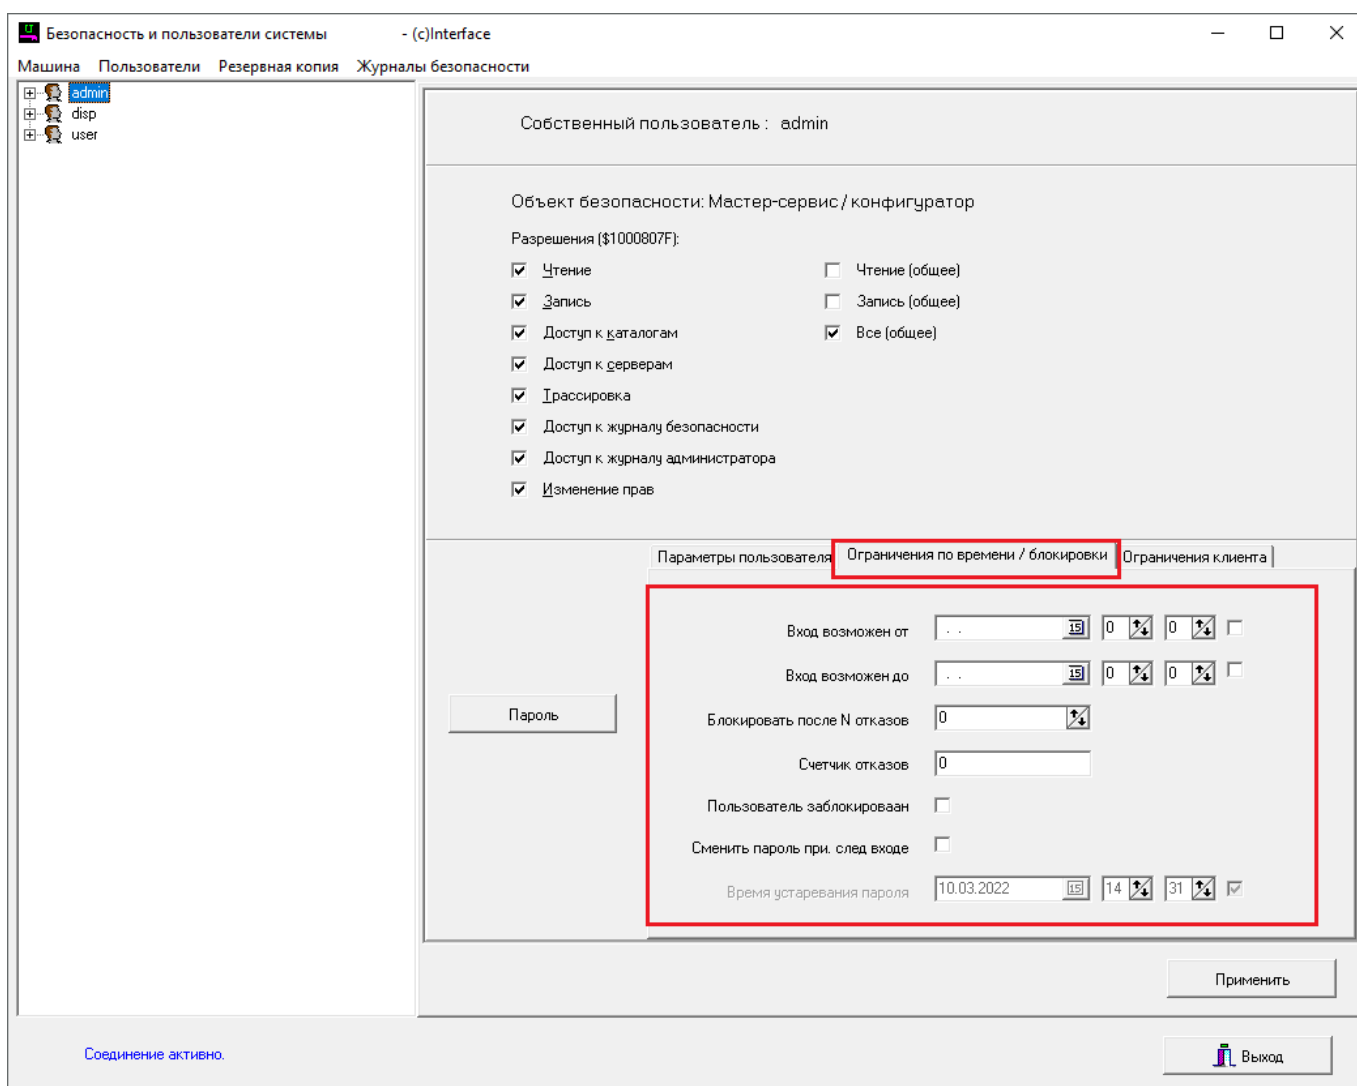 Безопасность и пользователи системы - (c)Interface
Машина Пользователи Резервная копия Журналы безопасности
admin
disp
user
Собственный пользователь : admin
Объект безопасности: Мастер-сервис / конфигуратор
Разрешения ($1000807F):
Чтение Чтение (общее)
Запись Запись (общее)
Доступ к каталогам Все (общее)
Доступ к серверам
Трассировка
Доступ к журналу безопасности
Доступ к журналу администратора
Изменение прав
Параметры пользователя Ограничения по времени / блокировки Ограничения клиента
Вход возможен от . . 15 0 0
Вход возможен до . . 15 0 0
Пароль
Блокировать после N отказов 0
Счетчик отказов 0
Пользователь заблокироваан
Сменить пароль при. след входе
Время устаревания пароля 10.03.2022 15 14 31
Применить
Соединение активно.
Выход